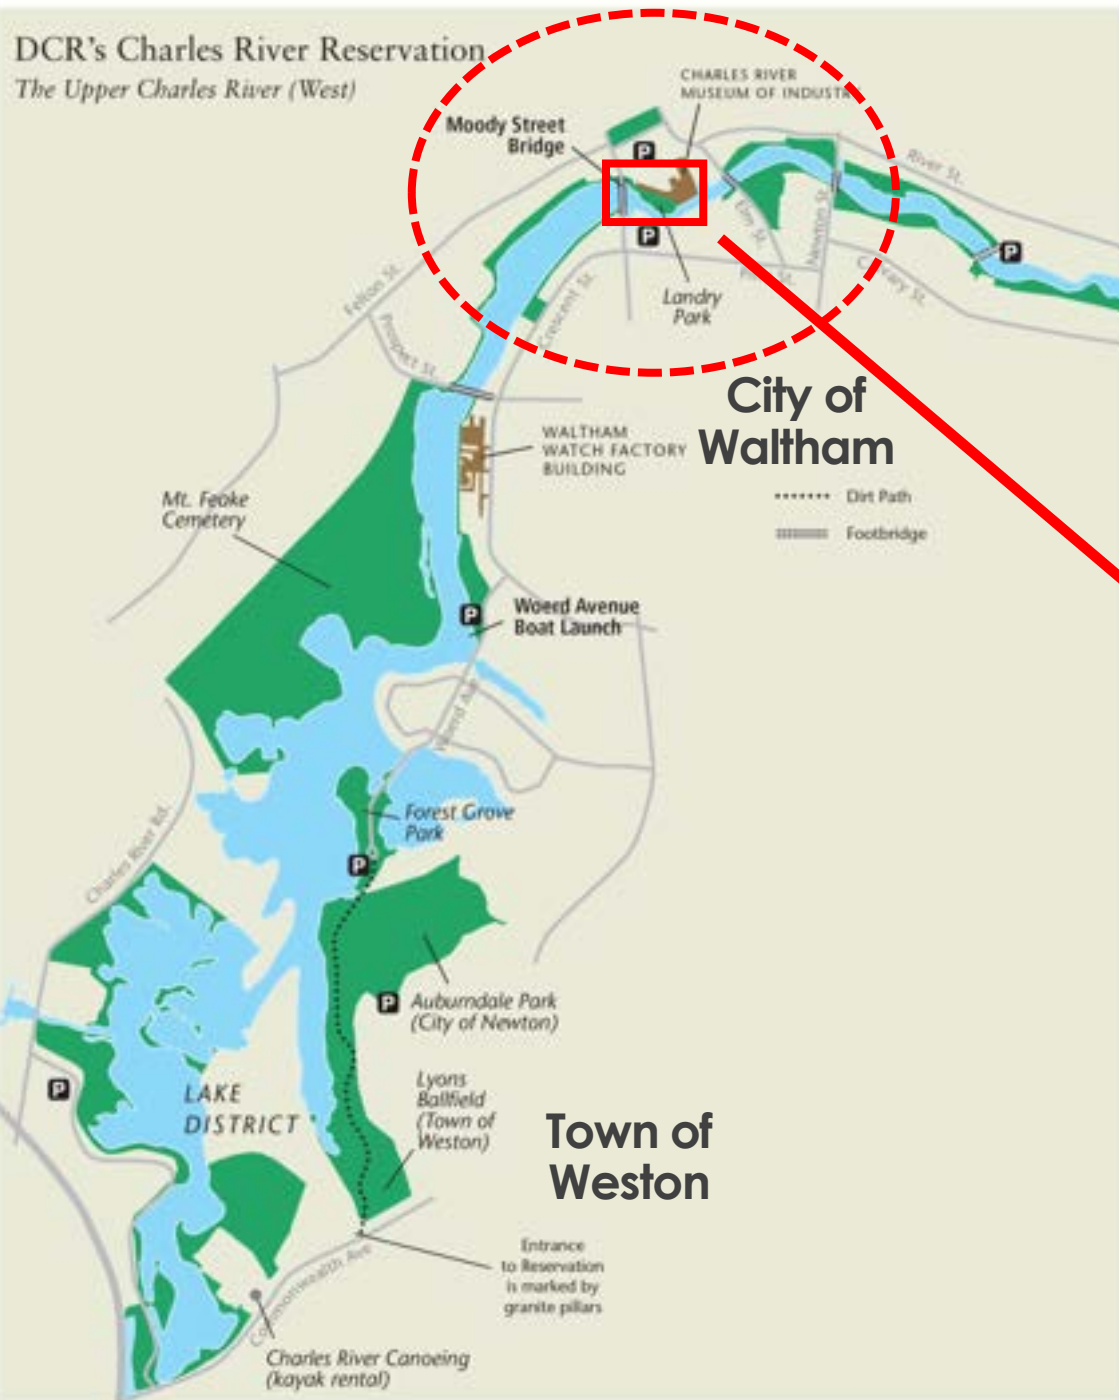 DCR's Charles River Reservation
The Upper Charles River (West)
CHARLES RIVER
MUSEUM OF INDUSTR
Moody Street
Bridge
P
P
River St.
Elm St.
Newton St.
P
Calvary St.
St.
Landry
Park
Felton St.
Crescent St.
Prospect St.
City of
Waltham
WALTHAM
WATCH FACTORY
BUILDING
Dirt Path
Footbridge
Mt. Feake
Cemetery
P
Woerd Avenue
Boat Launch
Woerd Ave
Forest Grove
Park
P
Charles River Rd.
P
Auburndale Park
(City of Newton)
P
LAKE
DISTRICT
Lyons
Ballfield
(Town of
Weston)
Town of
Weston
Entrance
to Reservation
is marked by
granite pillars
Commonwealth Ave
Charles River Canoeing
(kayak rental)